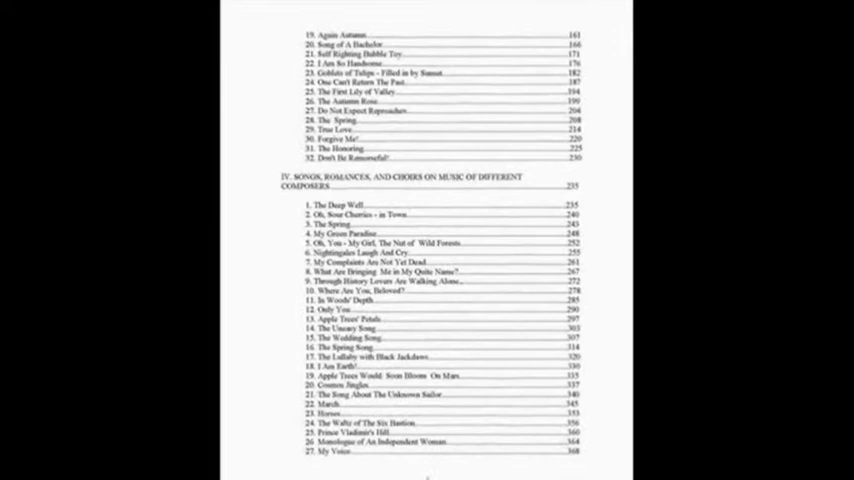 19. Again Autumn 161
20. Song of A Bachelor 166
21. Self Righting Bubble Toy 171
22. I Am So Handsome 176
23. Goblets of Tulips - Filled in by Sunset 182
24. One Can't Return The Past 187
25. The First Lily of Valley 194
26. The Autumn Rose 199
27. Do Not Expect Reproaches 204
28. The Spring 208
29. True Love 214
30. Forgive Me! 220
31. The Honoring 225
32. Don't Be Remorseful! 230
IV. SONGS, ROMANCES, AND CHOIRS ON MUSIC OF DIFFERENT
COMPOSERS 235
1. The Deep Well 235
2. Oh, Sour Cherries - in Town 240
3. The Spring 243
4. My Green Paradise 248
5. Oh, You - My Girl, The Nut of Wild Forests 252
6. Nightingales Laugh And Cry 255
7. My Complaints Are Not Yet Dead 261
8. What Are Bringing Me in My Quite Name? 267
9. Through History Lovers Are Walking Alone.. 272
10. Where Are You, Beloved? 278
11. In Woods' Depth 285
12. Only You 290
13. Apple Trees' Petals 297
14. The Uneasy Song 303
15. The Wedding Song 307
16. The Spring Song 314
17. The Lullaby with Black Jackdaws 320
18. I Am Earth! 330
19. Apple Trees Would Soon Bloom On Mars 335
20. Cosmos Jingles 337
21. The Song About The Unknown Sailor 340
22. March 345
23. Horses 353
24. The Waltz of The Six Bastion 356
25. Prince Vladimir's Hill 360
26 Monologue of An Independent Woman 364
27. My Voice 368